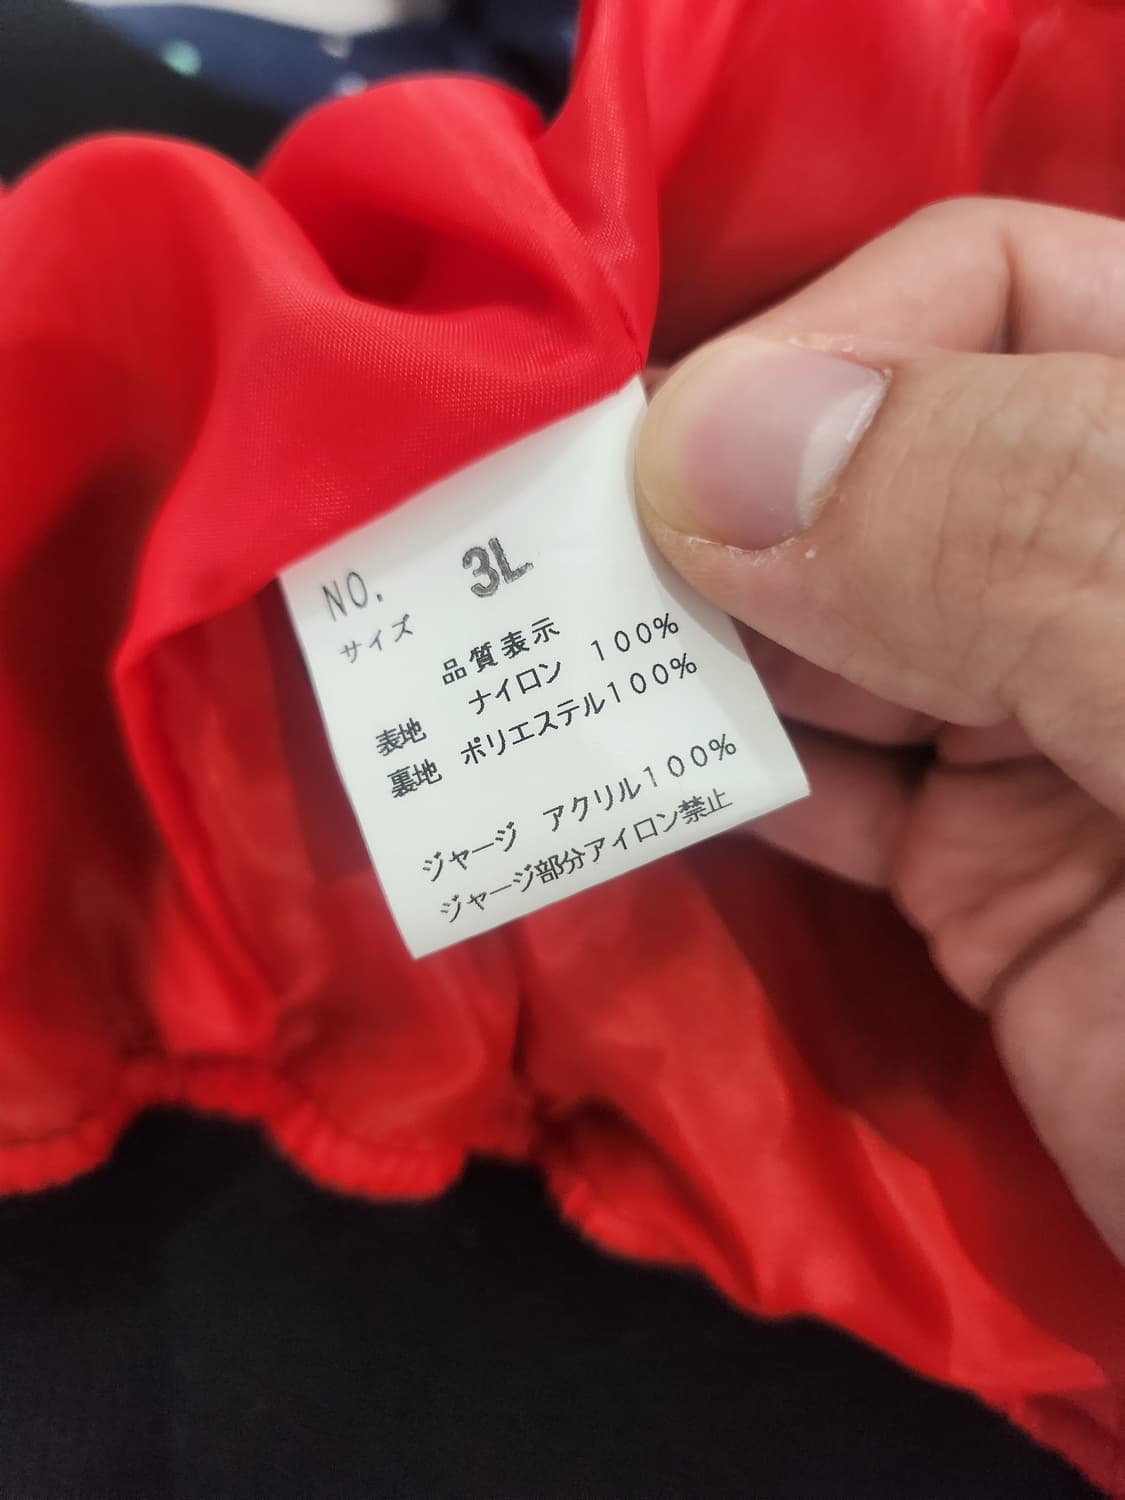 NO. 3L
サイズ
品質表示
表地 ナイロン 100%
裏地 ポリエステル100%
ジャージ アクリル100%
ジャージ部分アイロン禁止